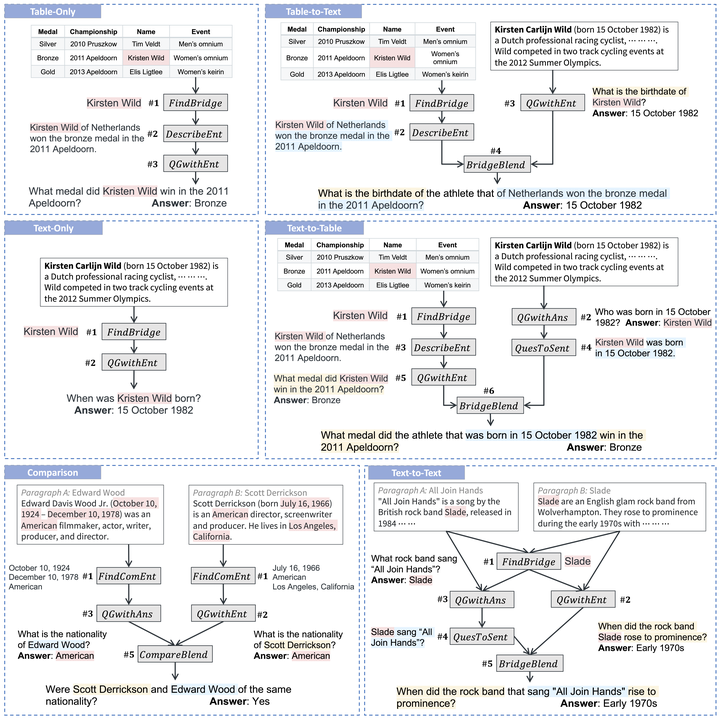 Table-Only
Medal Championship Name Event
Silver 2010 Pruszkow Tim Veldt Men's omnium
Bronze 2011 Apeldoorn Kristen Wild Women's omnium
Gold 2013 Apeldoorn Elis Ligtlee Women's keirin
Kirsten Wild #1 FindBridge
Kirsten Wild of Netherlands
won the bronze medal in the
2011 Apeldoorn.
#2 DescribeEnt
#3 QGwithEnt
What medal did Kristen Wild win in the 2011
Apeldoorn? Answer: Bronze
Table-to-Text
Medal Championship Name Event
Silver 2010 Pruszkow Tim Veldt Men's omnium
Bronze 2011 Apeldoorn Kristen Wild Women's
omnium
Gold 2013 Apeldoorn Elis Ligtlee Women's keirin
Kirsten Carlijn Wild (born 15 October 1982) is
a Dutch professional racing cyclist, ⋯ ⋯ ⋯.
Wild competed in two track cycling events at
the 2012 Summer Olympics.
Kirsten Wild #1 FindBridge
Kirsten Wild of Netherlands
won the bronze medal in the
2011 Apeldoorn.
#2 DescribeEnt
#3 QGwithEnt
What is the birthdate of
Kirsten Wild?
Answer: 15 October 1982
#4
BridgeBlend
What is the birthdate of the athlete that of Netherlands won the bronze medal
in the 2011 Apeldoorn? Answer: 15 October 1982
Text-Only
Kirsten Carlijn Wild (born 15 October 1982) is
a Dutch professional racing cyclist, ⋯ ⋯ ⋯.
Wild competed in two track cycling events at
the 2012 Summer Olympics.
Kirsten Wild #1 FindBridge
#2 QGwithEnt
When was Kirsten Wild born?
Answer: 15 October 1982
Text-to-Table
Medal Championship Name Event
Silver 2010 Pruszkow Tim Veldt Men's omnium
Bronze 2011 Apeldoorn Kristen Wild Women's omnium
Gold 2013 Apeldoorn Elis Ligtlee Women's keirin
Kirsten Carlijn Wild (born 15 October 1982) is
a Dutch professional racing cyclist, ⋯ ⋯ ⋯.
Wild competed in two track cycling events at
the 2012 Summer Olympics.
Kirsten Wild #1 FindBridge
Kirsten Wild of Netherlands
won the bronze medal in the
2011 Apeldoorn.
#3 DescribeEnt
What medal did Kirsten Wild
win in the 2011 Apeldoorn?
Answer: Bronze
#5 QGwithEnt
QGwithAns #2
Who was born in 15 October
1982? Answer: Kirsten Wild
QuesToSent #4
Kirsten Wild was born
in 15 October 1982.
#6
BridgeBlend
What medal did the athlete that was born in 15 October 1982 win in the
2011 Apeldoorn? Answer: Bronze
Comparison
Paragraph A: Edward Wood
Edward Davis Wood Jr. (October 10,
1924 – December 10, 1978) was an
American filmmaker, actor, writer,
producer, and director.
Paragraph B: Scott Derrickson
Scott Derrickson (born July 16, 1966)
is an American director, screenwriter
and producer. He lives in Los Angeles,
California.
October 10, 1924
December 10, 1978
American
#1 FindComEnt
FindComEnt #1
July 16, 1966
American
Los Angeles, California
#3 QGwithAns
QGwithEnt #2
What is the nationality
of Edward Wood?
Answer: American
What is the nationality
of Scott Derrickson?
Answer: American
#5 CompareBlend
Were Scott Derrickson and Edward Wood of the same
nationality? Answer: Yes
Text-to-Text
Paragraph A: All Join Hands
"All Join Hands" is a song by the
British rock band Slade, released in
1984 ⋯ ⋯
Paragraph B: Slade
Slade are an English glam rock band from
Wolverhampton. They rose to prominence
during the early 1970s with ⋯ ⋯
What rock band sang
"All Join Hands"?
Answer: Slade
#1 FindBridge Slade
#3 QGwithAns
QGwithEnt #2
Slade sang "All
Join Hands"?
#4 QuesToSent
When did the rock band
Slade rose to prominence?
Answer: Early 1970s
#5 BridgeBlend
When did the rock band that sang "All Join Hands" rise to
prominence? Answer: Early 1970s